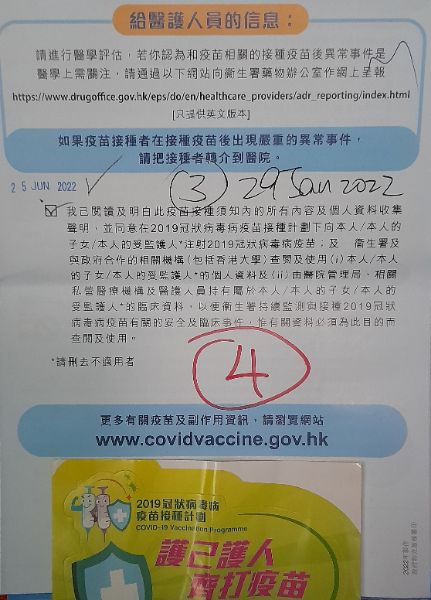 給醫護人員的信息：
請進行醫學評估，若你認為和疫苗相關的接種疫苗後異常事件是
醫學上需關注，請通過以下網站向衞生署藥物辦公室作網上呈報
https://www.drugoffice.gov.hk/eps/do/en/healthcare_providers/adr_reporting/index.html
[只提供英文版本]
如果疫苗接種者在接種疫苗後出現嚴重的異常事件，
請把接種者轉介到醫院。
25 JUN 2022
(3) 29 Jan 2022
我已閱讀及明白此疫苗接種須知內的所有內容及個人資料收集
聲明，並同意在2019冠狀病毒病疫苗接種計劃下向本人/本人的
子女/本人的受監護人*注射2019冠狀病毒病疫苗；及 衞生署及
與政府合作的相關機構(包括香港大學)查閱及使用(i)本人/本人
的子女/本人的受監護人*的個人資料及(ii)由醫院管理局、相關
私營醫療機構及醫護人員持有屬於本人/本人的子女/本人的
受監護人*的臨床資料，以便衞生署持續監測與接種2019冠狀
病毒病疫苗有關的安全及臨床事件，惟有關資料必須為此目的而
查閱及使用。
*請刪去不適用者
4
更多有關疫苗及副作用資訊，請瀏覽網站
www.covidvaccine.gov.hk
2019冠狀病毒病
疫苗接種計劃
COVID-19 Vaccination Programme
護己護人
齊打疫苗